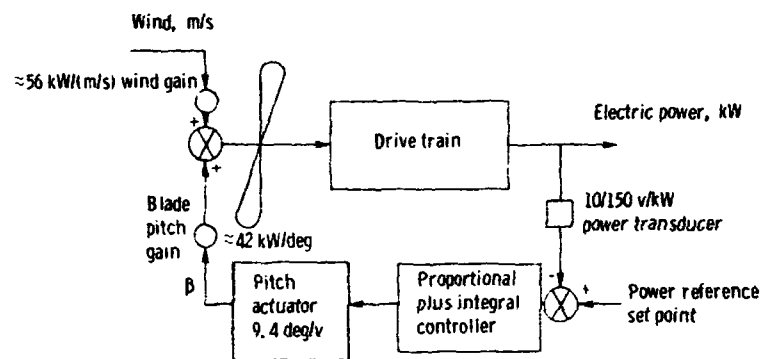 Wind, m/s
≈56 kW/(m/s) wind gain
+
+
Drive train
Electric power, kW
10/150 v/kW
power transducer
Blade
pitch
gain
≈42 kW/deg
β
Pitch
actuator
9.4 deg/v
Proportional
plus integral
controller
-
+
Power reference
set point